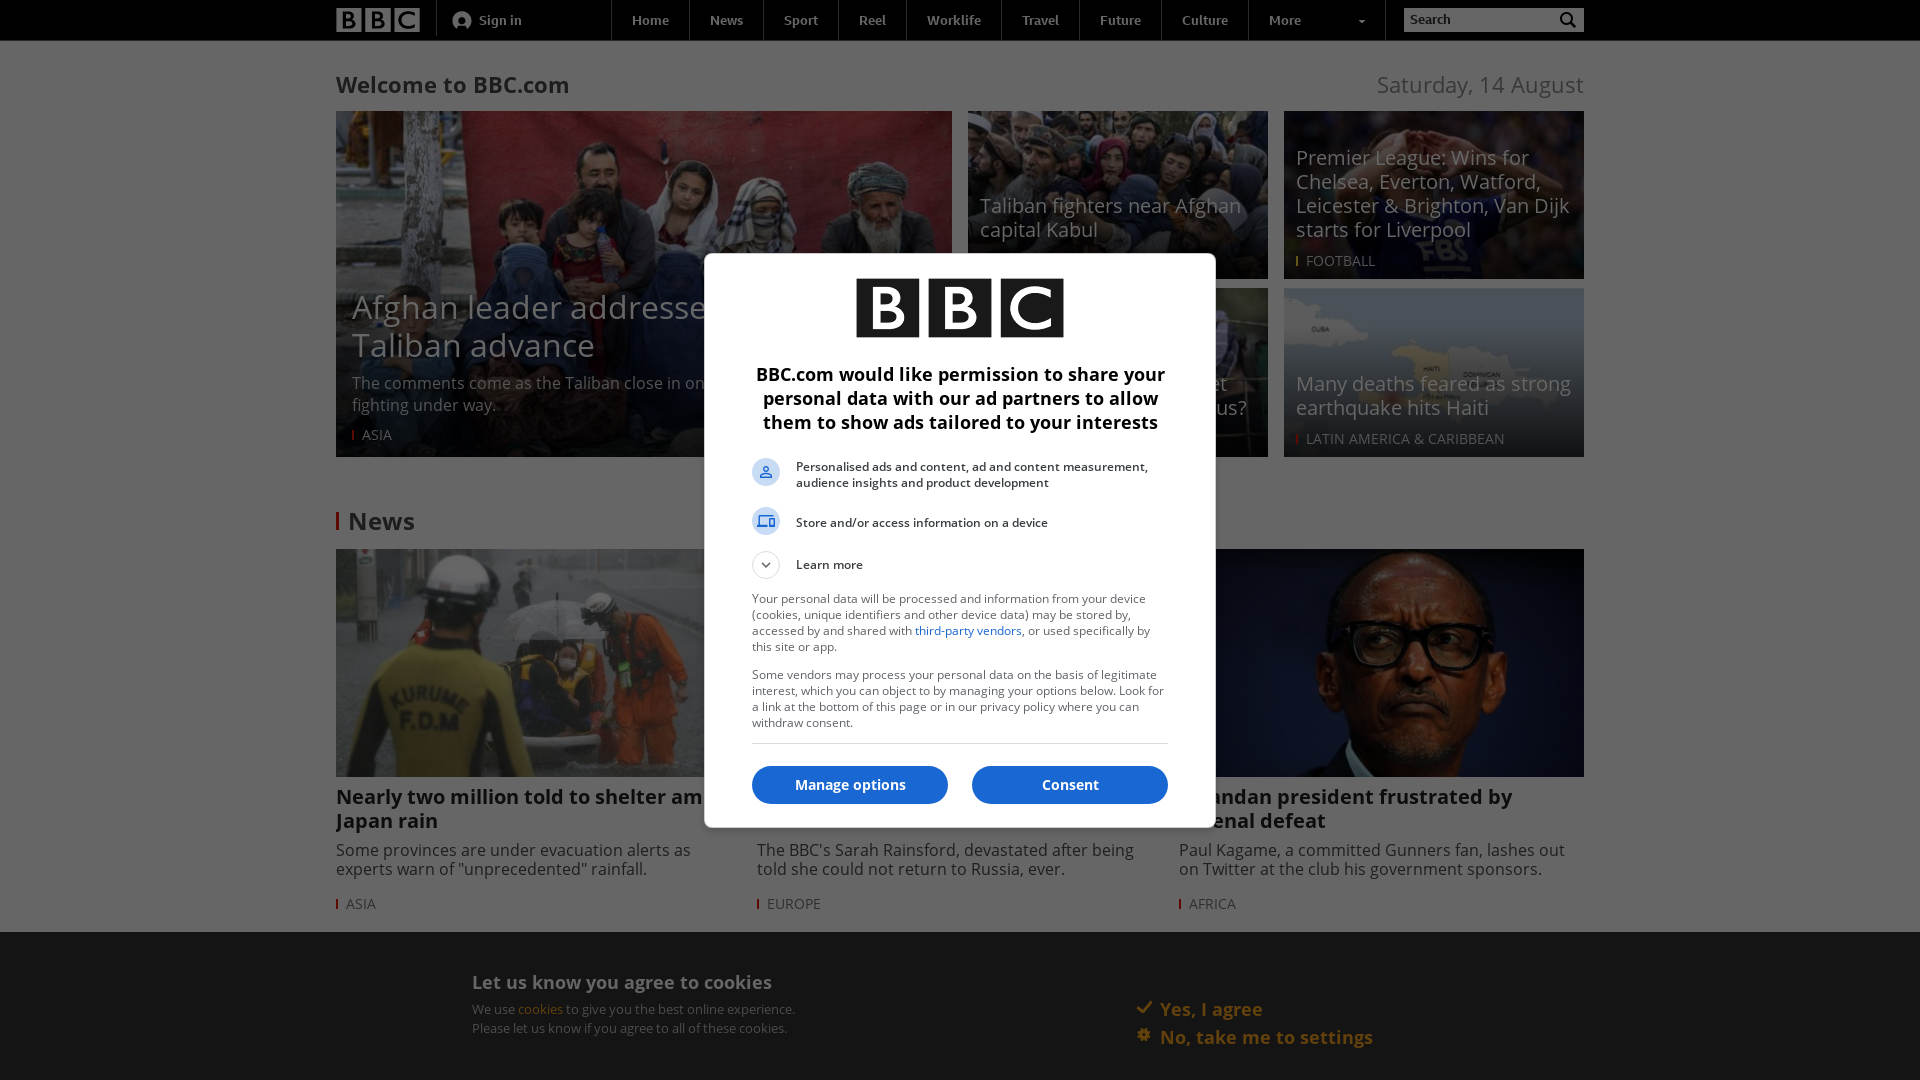 BBC
Sign in
Home
News
Sport
Reel
Worklife
Travel
Future
Culture
More
Search
Welcome to BBC.com
Saturday, 14 August
Afghan leader addresse
Taliban advance
The comments come as the Taliban close in on
fighting under way.
ASIA
Taliban fighters near Afghan
capital Kabul
Premier League: Wins for
Chelsea, Everton, Watford,
Leicester & Brighton, Van Dijk
starts for Liverpool
FBS
FOOTBALL
et
us?
CUBA
HAITI
DOMINICAN
Many deaths feared as strong
earthquake hits Haiti
LATIN AMERICA & CARIBBEAN
BBC
BBC.com would like permission to share your
personal data with our ad partners to allow
them to show ads tailored to your interests
Personalised ads and content, ad and content measurement,
audience insights and product development
Store and/or access information on a device
Learn more
Your personal data will be processed and information from your device
(cookies, unique identifiers and other device data) may be stored by,
accessed by and shared with third-party vendors, or used specifically by
this site or app.
Some vendors may process your personal data on the basis of legitimate
interest, which you can object to by managing your options below. Look for
a link at the bottom of this page or in our privacy policy where you can
withdraw consent.
Manage options
Consent
News
KURUME
F.D.M
Nearly two million told to shelter am
Japan rain
Some provinces are under evacuation alerts as
experts warn of "unprecedented" rainfall.
ASIA
The BBC's Sarah Rainsford, devastated after being
told she could not return to Russia, ever.
EUROPE
andan president frustrated by
enal defeat
Paul Kagame, a committed Gunners fan, lashes out
on Twitter at the club his government sponsors.
AFRICA
Let us know you agree to cookies
We use cookies to give you the best online experience.
Please let us know if you agree to all of these cookies.
Yes, I agree
No, take me to settings